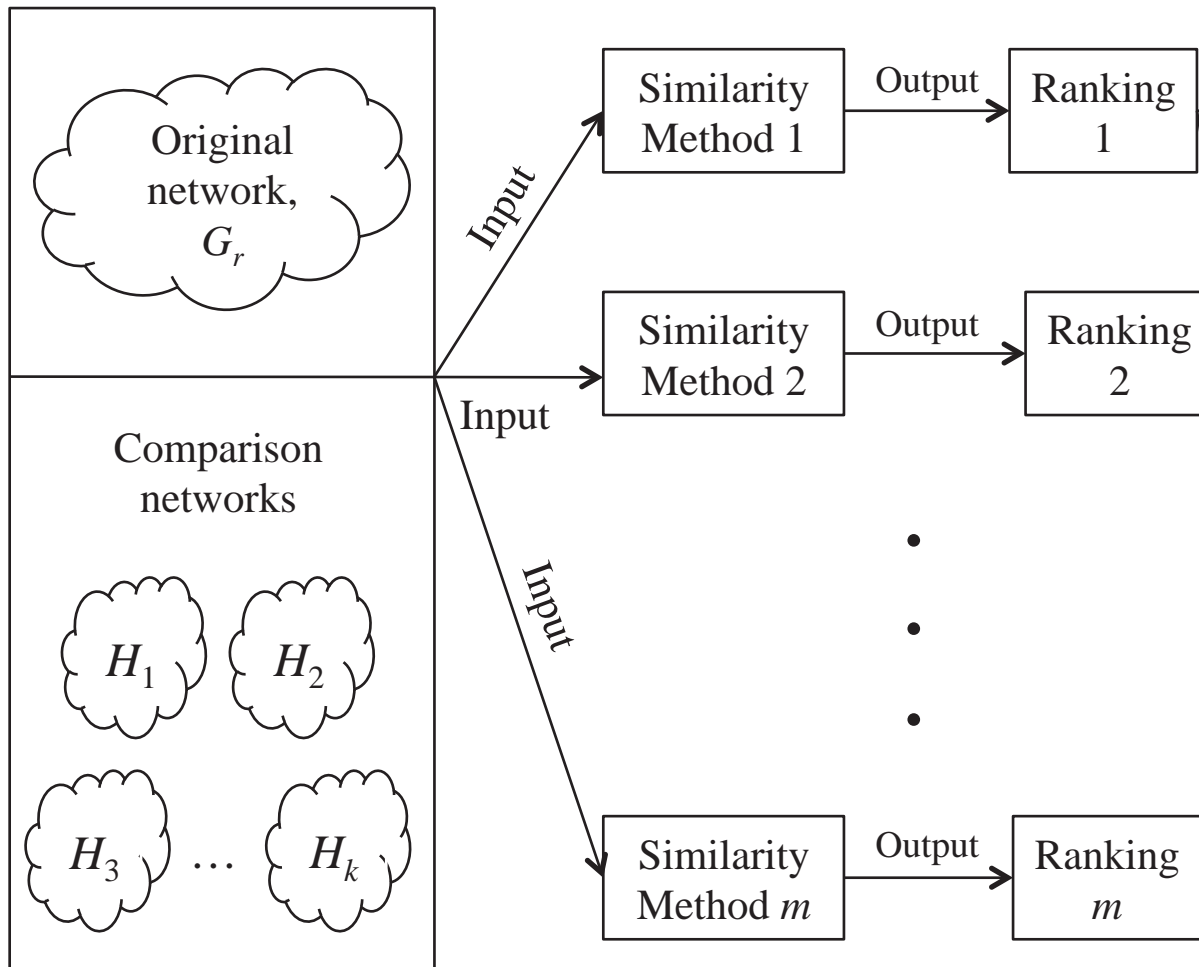 Original
network,
G_r
Comparison
networks
H_1
H_2
H_3
…
H_k
Input
Input
Input
Similarity
Method 1
Output
Ranking
1
Similarity
Method 2
Output
Ranking
2
Similarity
Method m
Output
Ranking
m